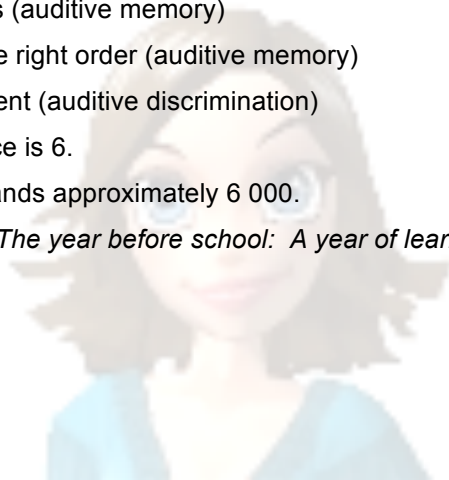 s (auditive memory)
e right order (auditive memory)
ent (auditive discrimination)
ce is 6.
ands approximately 6 000.
The year before school: A year of lear